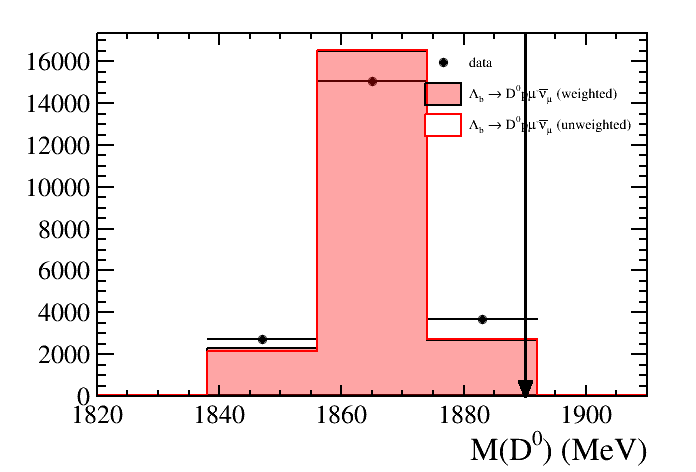 16000
14000
12000
10000
8000
6000
4000
2000
0
data
Λb → D⁰pμ ν̅μ (weighted)
Λb → D⁰pμ ν̅μ (unweighted)
1820 1840 1860 1880 1900
M(D⁰) (MeV)